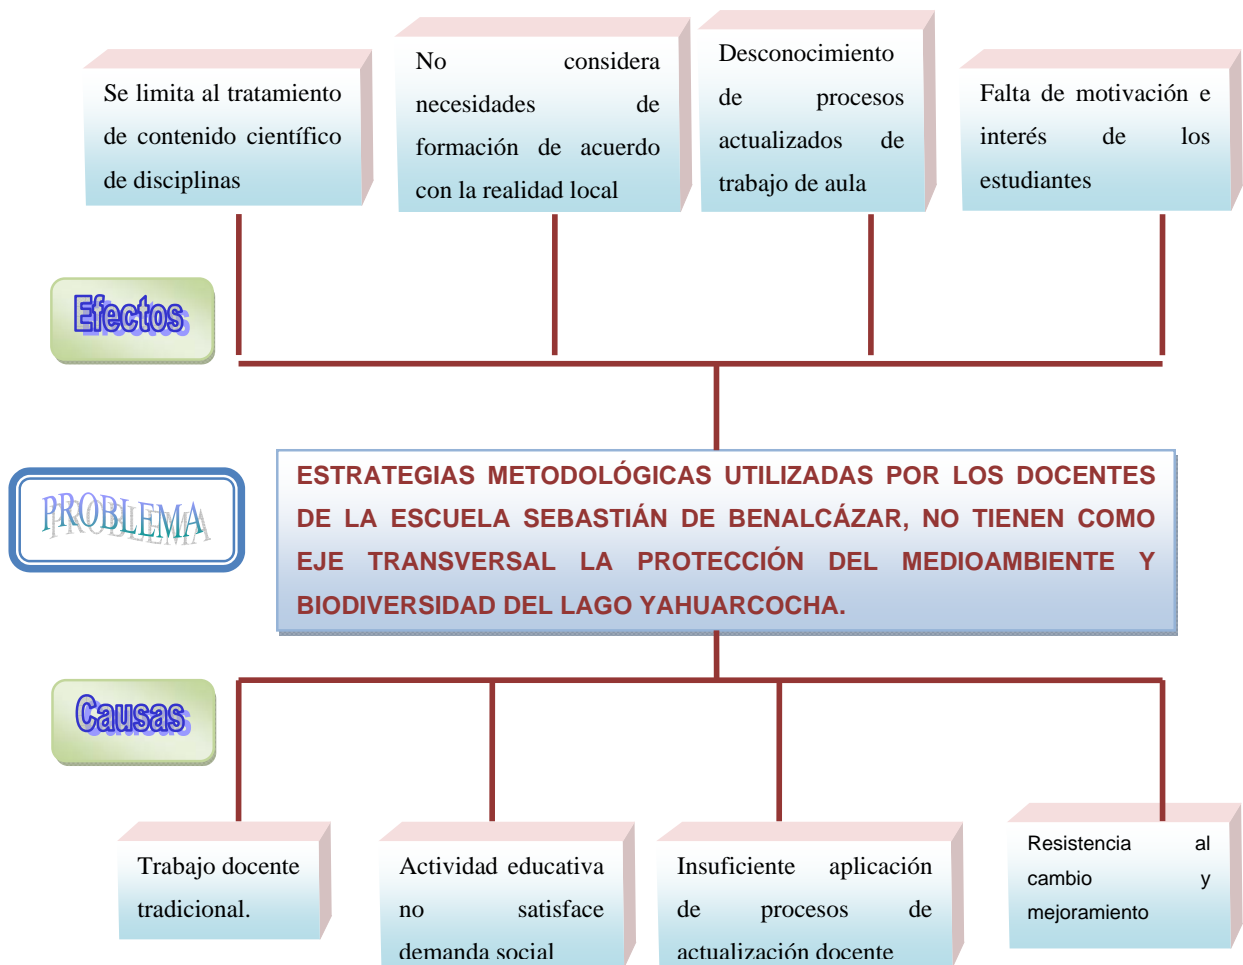 Se limita al tratamiento
de contenido científico
de disciplinas
No considera
necesidades de
formación de acuerdo
con la realidad local
Desconocimiento
de procesos
actualizados de
trabajo de aula
Falta de motivación e
interés de los
estudiantes
Efectos
PROBLEMA
ESTRATEGIAS METODOLÓGICAS UTILIZADAS POR LOS DOCENTES
DE LA ESCUELA SEBASTIÁN DE BENALCÁZAR, NO TIENEN COMO
EJE TRANSVERSAL LA PROTECCIÓN DEL MEDIOAMBIENTE Y
BIODIVERSIDAD DEL LAGO YAHUARCOCHA.
Causas
Trabajo docente
tradicional.
Actividad educativa
no satisface
demanda social
Insuficiente aplicación
de procesos de
actualización docente
Resistencia al
cambio y
mejoramiento